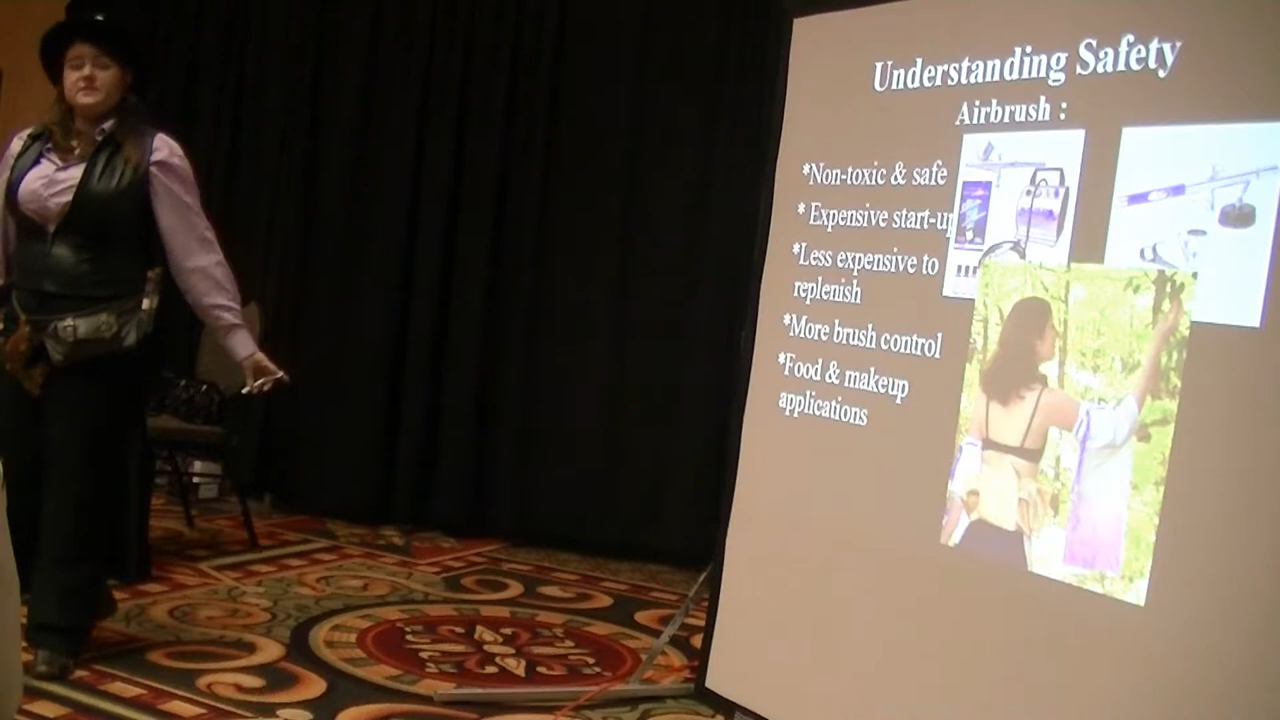 Understanding Safety
Airbrush :
*Non-toxic & safe
* Expensive start-up
*Less expensive to
replenish
*More brush control
*Food & makeup
applications